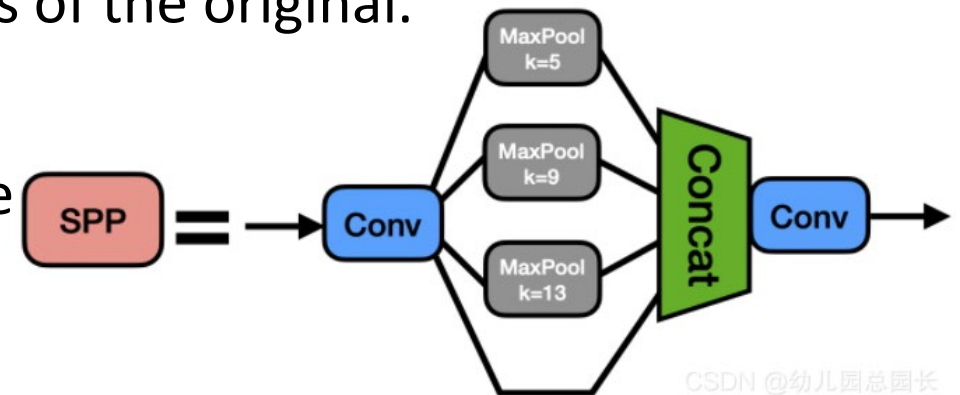 s of the original.
e
SPP
=
Conv
MaxPool
k=5
MaxPool
k=9
MaxPool
k=13
Concat
Conv
CSDN @幼儿园总园长